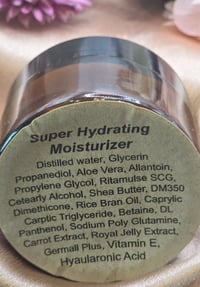 Super Hydrating
Moisturizer
Distilled water, Glycerin
Propanediol, Aloe Vera, Allantoin,
Propylene Glycol, Ritamulse SCG,
Cetearly Alcohol, Shea Butter, DM350
Dimethicone, Rice Bran Oil, Caprylic
Carptic Triglyceride, Betaine, DL
Panthenol, Sodium Poly Glutamine,
Carrot Extract, Royal Jelly Extract,
Germall Plus, Vitamin E,
Hyaularonic Acid